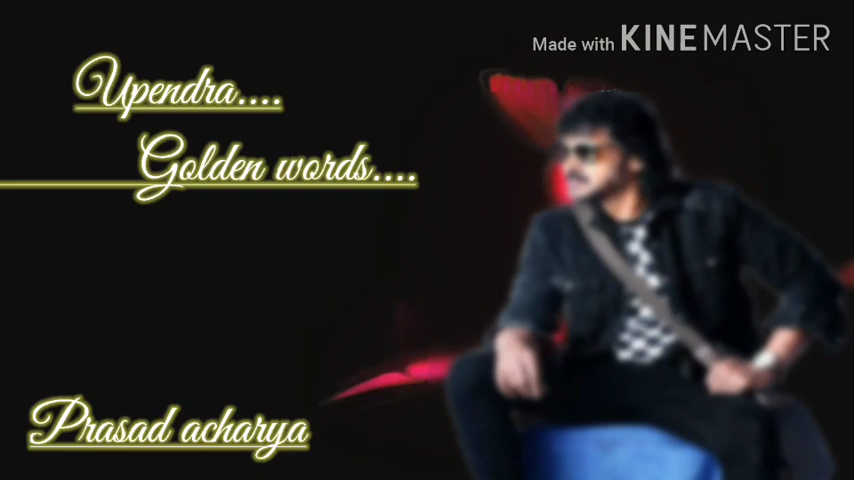 Made with KINEMASTER
Upendra....
Golden words....
Prasad acharya